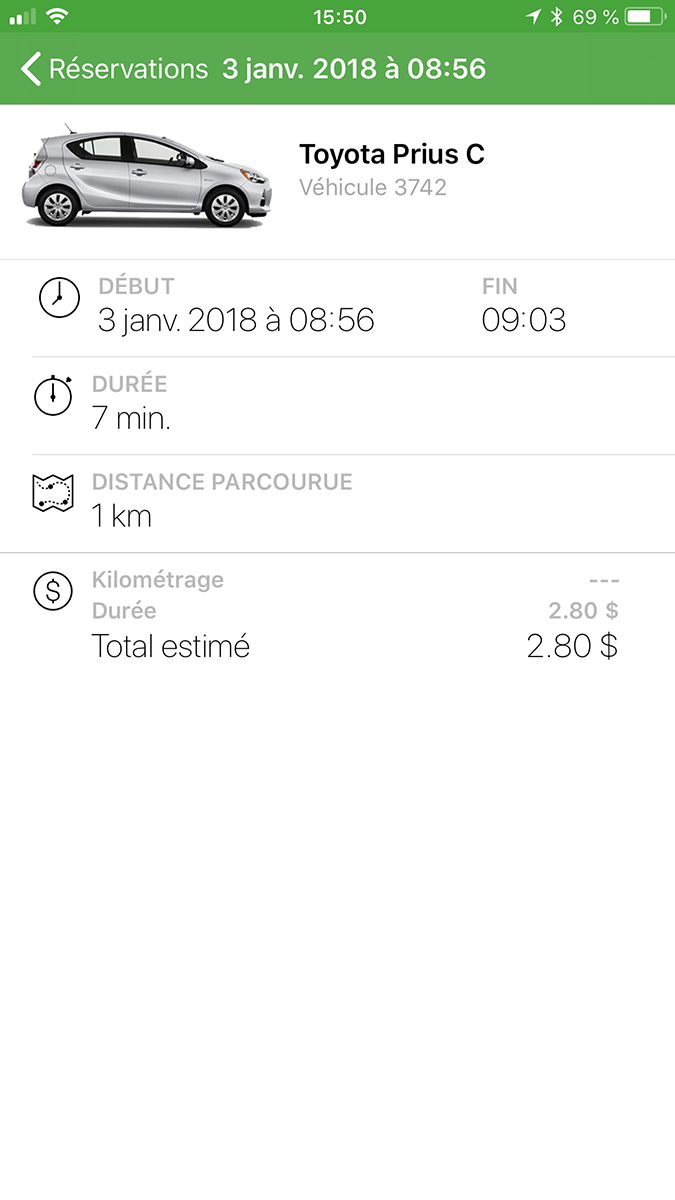 15:50 69 %
Réservations 3 janv. 2018 à 08:56
Toyota Prius C
Véhicule 3742
DÉBUT FIN
3 janv. 2018 à 08:56 09:03
DURÉE
7 min.
DISTANCE PARCOURUE
1 km
Kilométrage ---
Durée 2.80 $
Total estimé 2.80 $